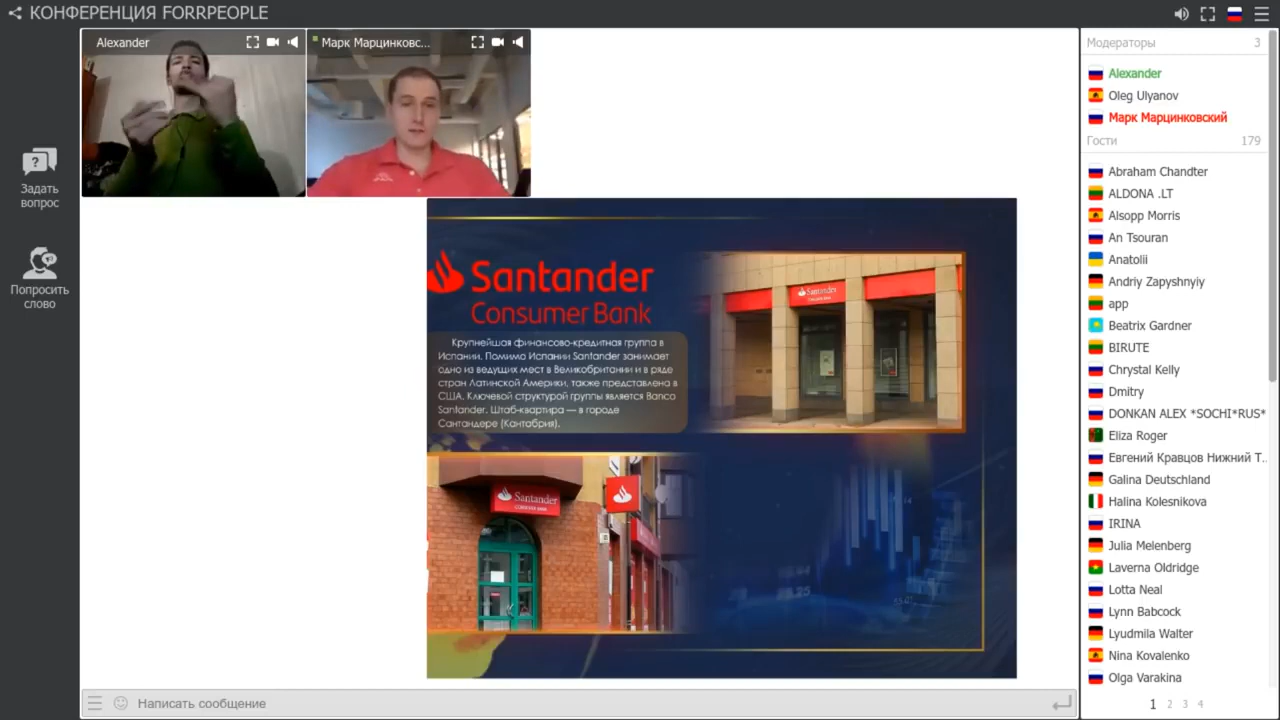 КОНФЕРЕНЦИЯ FORRPEOPLE
Alexander
Марк Марцинковс...
Задать
вопрос
Попросить
слово
Santander
Consumer Bank
Крупнейшая финансово-кредитная группа в
Испании. Помимо Испании Santander занимает
одно из ведущих мест в Великобритании и в ряде
стран Латинской Америки, также представлена в
США. Ключевой структурой группы является Banco
Santander. Штаб-квартира — в городе
Сантандере (Кантабрия).
Santander
Santander
CONSUMER BANK
Написать сообщение
Модераторы 3
Alexander
Oleg Ulyanov
Марк Марцинковский
Гости 179
Abraham Chandter
ALDONA .LT
Alsopp Morris
An Tsouran
Anatolii
Andriy Zapyshnyiy
app
Beatrix Gardner
BIRUTE
Chrystal Kelly
Dmitry
DONKAN ALEX *SOCHI*RUS*
Eliza Roger
Евгений Кравцов Нижний Т..
Galina Deutschland
Halina Kolesnikova
IRINA
Julia Melenberg
Laverna Oldridge
Lotta Neal
Lynn Babcock
Lyudmila Walter
Nina Kovalenko
Olga Varakina
1 2 3 4